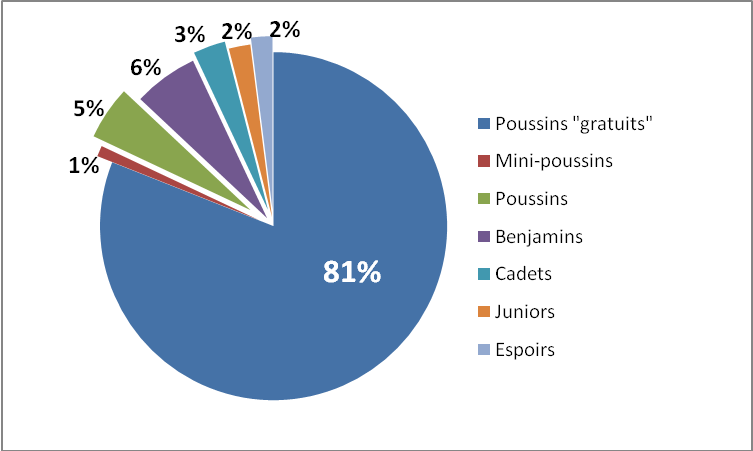 3%
2%
2%
6%
5%
1%
81%
Poussins "gratuits"
Mini-poussins
Poussins
Benjamins
Cadets
Juniors
Espoirs